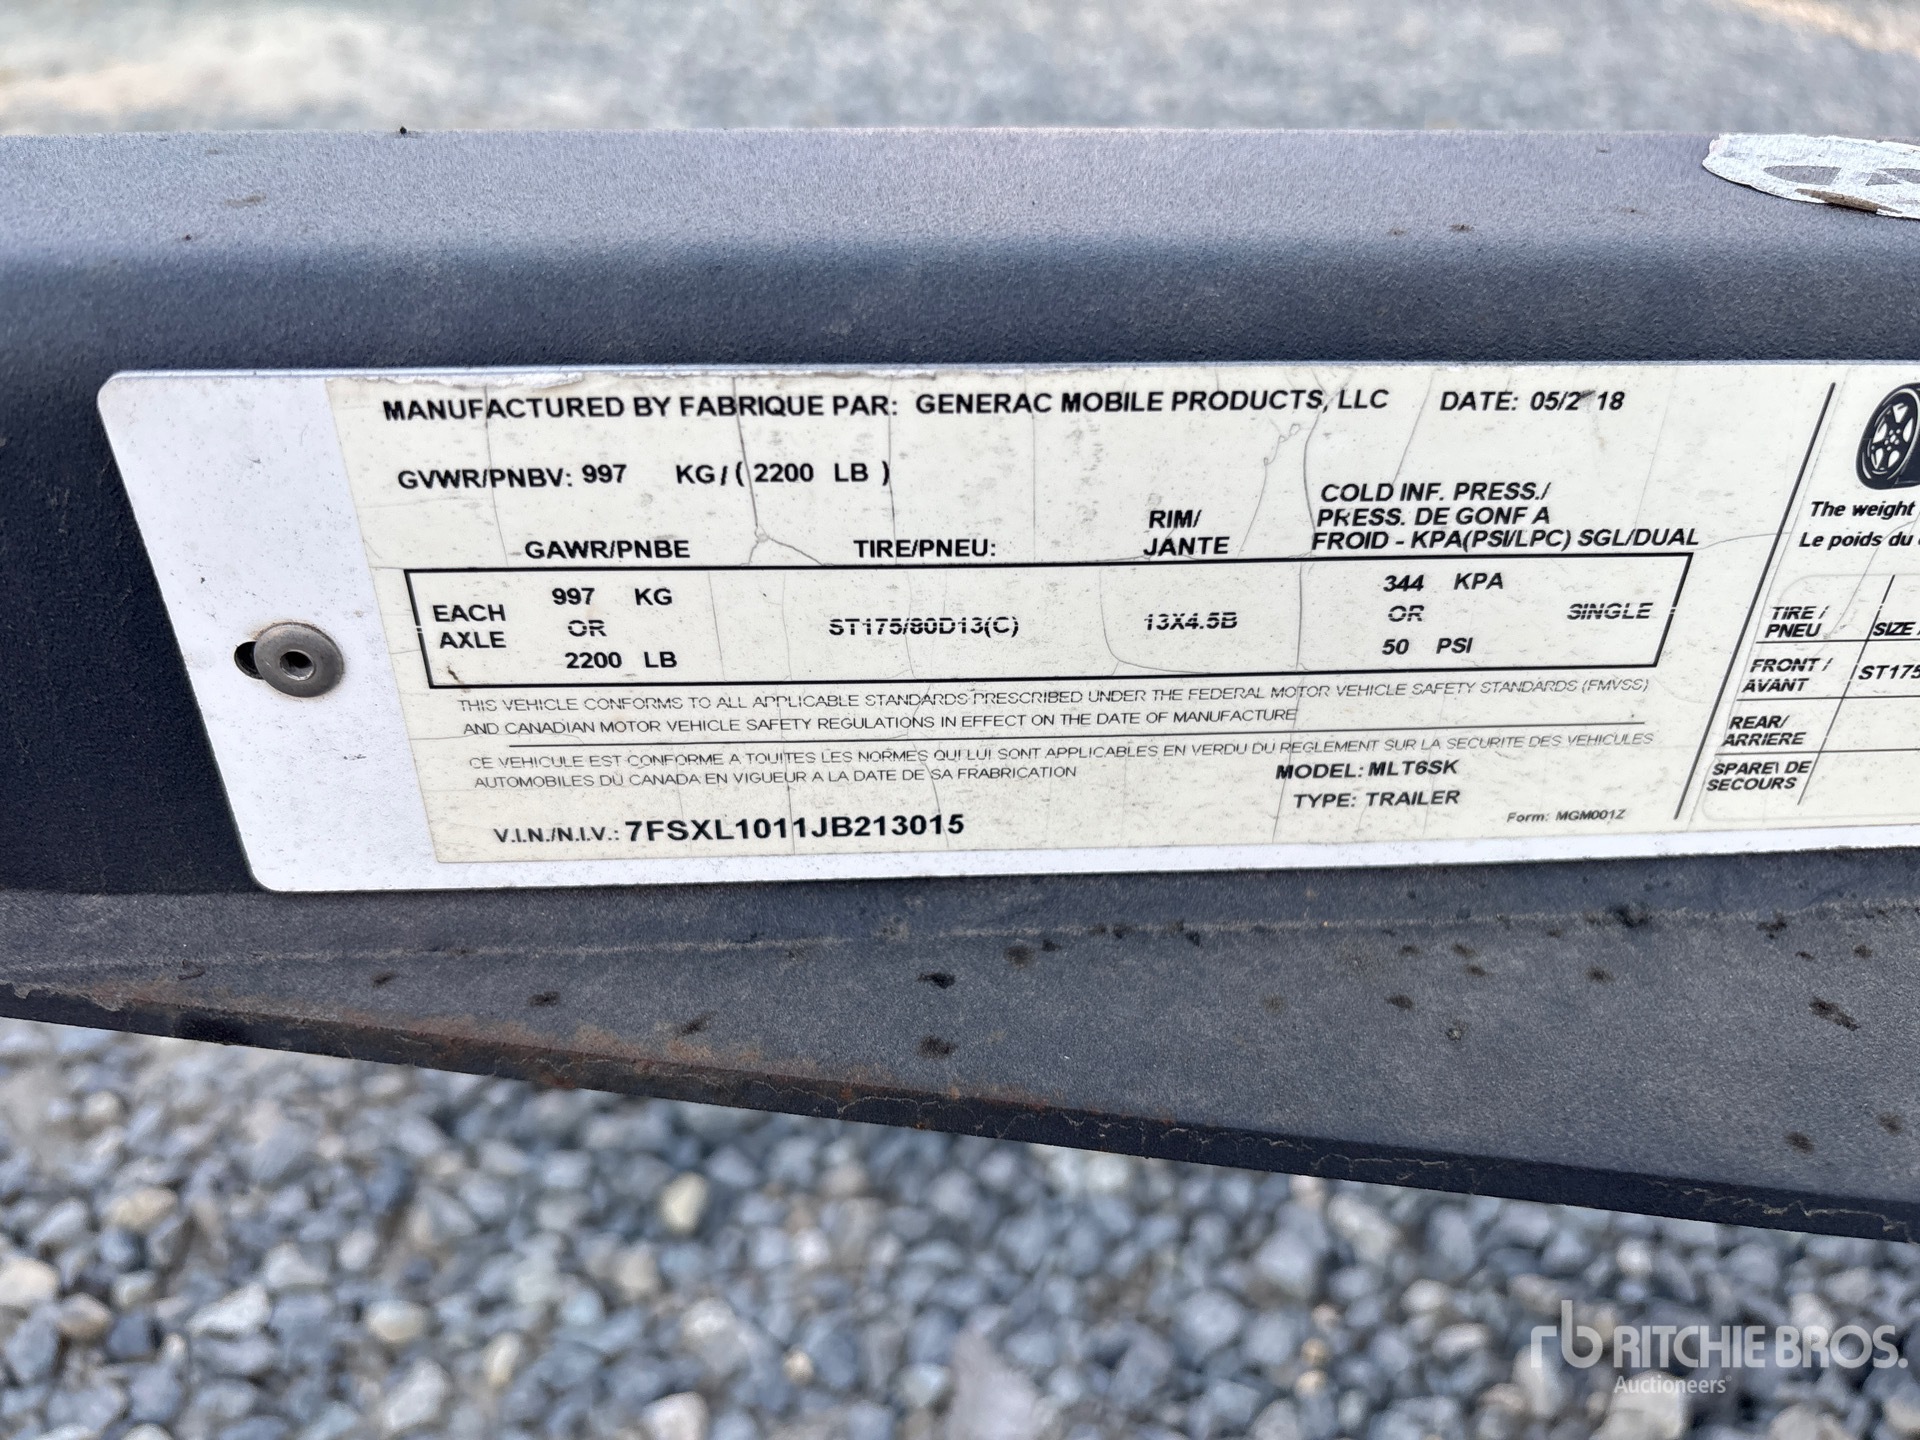 MANUFACTURED BY FABRIQUE PAR: GENERAC MOBILE PRODUCTS, LLC DATE: 05/2 18
GVWR/PNBV: 997 KG / ( 2200 LB )
GAWR/PNBE
TIRE/PNEU:
RIM/
JANTE
COLD INF. PRESS./
PRESS. DE GONF A
FROID - KPA(PSI/LPC) SGL/DUAL
EACH
AXLE
997 KG
OR
2200 LB
ST175/80D13(C)
13X4.5B
344 KPA
OR
50 PSI
SINGLE
THIS VEHICLE CONFORMS TO ALL APPLICABLE STANDARDS PRESCRIBED UNDER THE FEDERAL MOTOR VEHICLE SAFETY STANDARDS (FMVSS)
AND CANADIAN MOTOR VEHICLE SAFETY REGULATIONS IN EFFECT ON THE DATE OF MANUFACTURE
CE VEHICULE EST CONFORME A TOUITES LES NORMES QUI LUI SONT APPLICABLES EN VERDU DU REGLEMENT SUR LA SECURITE DES VEHICULES
AUTOMOBILES DU CANADA EN VIGUEUR A LA DATE DE SA FRABRICATION
MODEL: MLT6SK
TYPE: TRAILER
V.I.N./N.I.V.: 7FSXL1011JB213015
Form: MGM001Z
The weight
Le poids du
TIRE /
PNEU
SIZE
FRONT /
AVANT
ST175
REAR/
ARRIERE
SPARE\ DE
SECOURS
rb RITCHIE BROS.
Auctioneers